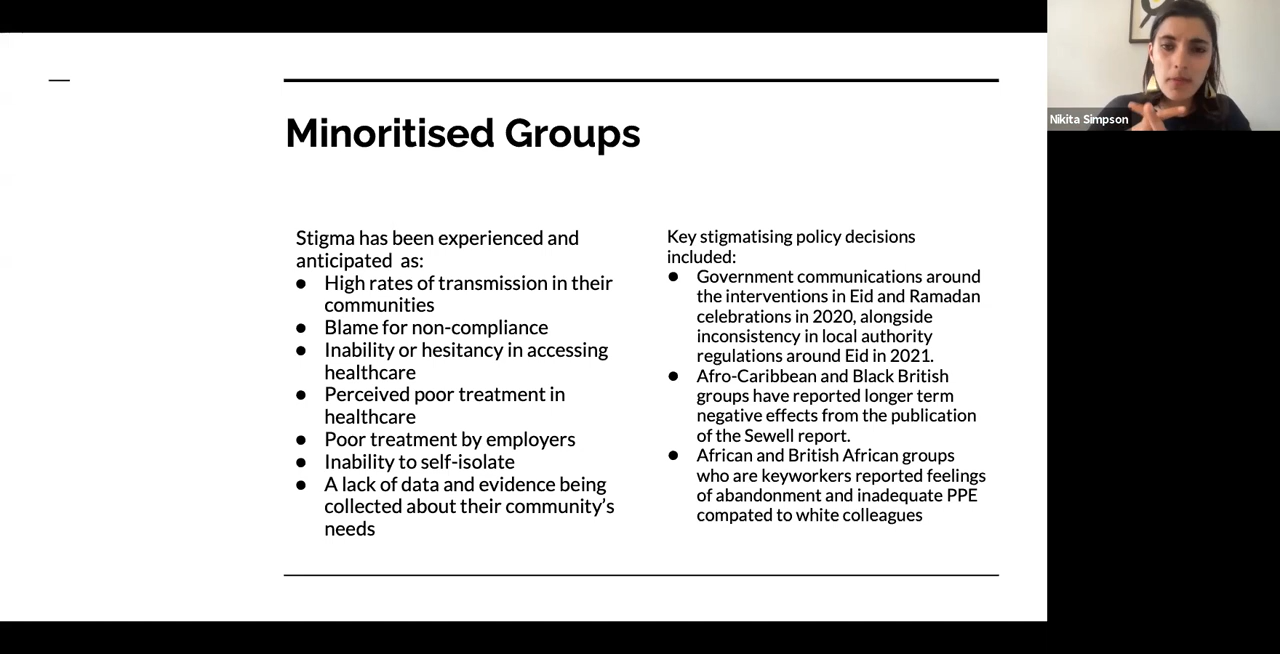 Minoritised Groups
Stigma has been experienced and
anticipated as:
● High rates of transmission in their
communities
● Blame for non-compliance
● Inability or hesitancy in accessing
healthcare
● Perceived poor treatment in
healthcare
● Poor treatment by employers
● Inability to self-isolate
● A lack of data and evidence being
collected about their community's
needs
Key stigmatising policy decisions
included:
● Government communications around
the interventions in Eid and Ramadan
celebrations in 2020, alongside
inconsistency in local authority
regulations around Eid in 2021.
● Afro-Caribbean and Black British
groups have reported longer term
negative effects from the publication
of the Sewell report.
● African and British African groups
who are keyworkers reported feelings
of abandonment and inadequate PPE
compated to white colleagues
Nikita Simpson